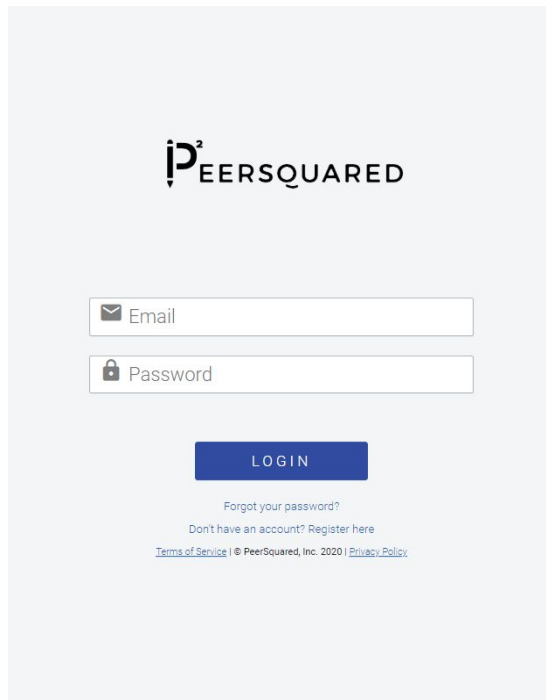 P²EERSQUARED
Email
Password
LOGIN
Forgot your password?
Don't have an account? Register here
Terms of Service | © PeerSquared, Inc. 2020 | Privacy Policy